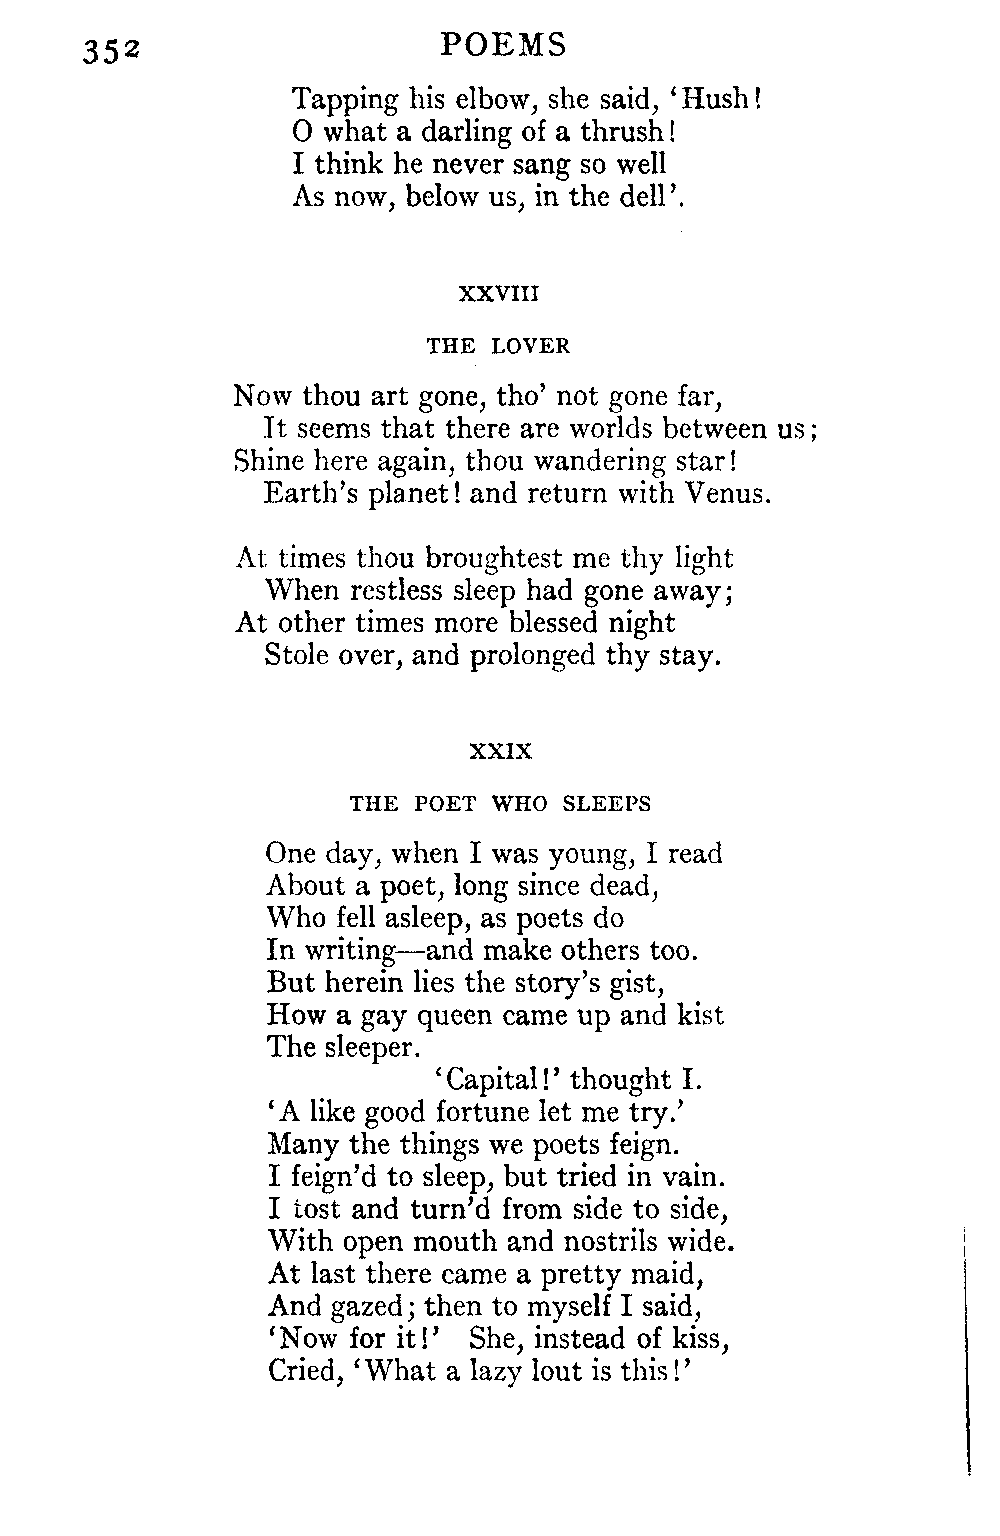 352
POEMS
Tapping his elbow, she said, ‘Hush!
O what a darling of a thrush!
I think he never sang so well
As now, below us, in the dell’.
XXVIII
THE LOVER
Now thou art gone, tho’ not gone far,
It seems that there are worlds between us;
Shine here again, thou wandering star!
Earth’s planet! and return with Venus.
At times thou broughtest me thy light
When restless sleep had gone away;
At other times more blessed night
Stole over, and prolonged thy stay.
XXIX
THE POET WHO SLEEPS
One day, when I was young, I read
About a poet, long since dead,
Who fell asleep, as poets do
In writing—and make others too.
But herein lies the story’s gist,
How a gay queen came up and kist
The sleeper.
‘Capital!’ thought I.
‘A like good fortune let me try.’
Many the things we poets feign.
I feign’d to sleep, but tried in vain.
I tost and turn’d from side to side,
With open mouth and nostrils wide.
At last there came a pretty maid,
And gazed; then to myself I said,
‘Now for it!’ She, instead of kiss,
Cried, ‘What a lazy lout is this!’